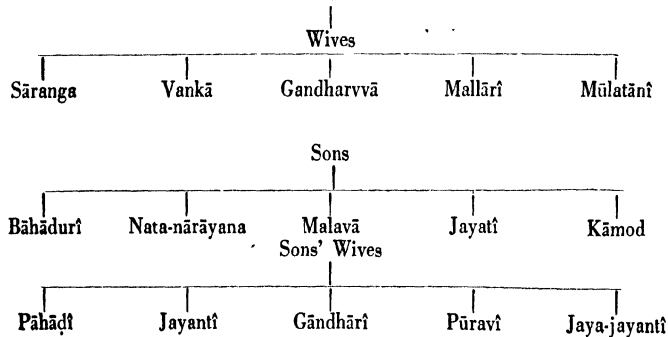 Wives
Sāranga Vankā Gandharvvā Mallārî Mūlatānî
Sons
Bāhādurî Nata-nārāyana Malavā Jayatî Kāmod
Sons' Wives
Pāhāḍî Jayantî Gāndhārî Pūravî Jaya-jayantî